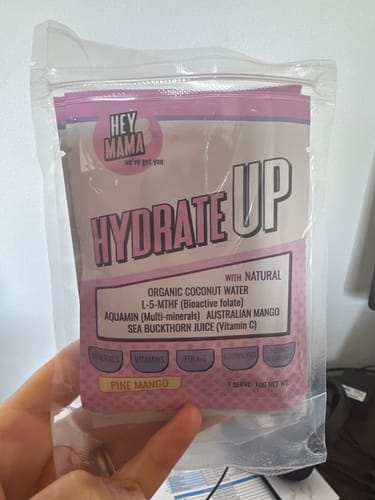 HEY
MAMA
we've got you
HYDRATE UP
WITH NATURAL
ORGANIC COCONUT WATER
L-5-MTHF (Bioactive folate)
AQUAMIN (Multi-minerals) AUSTRALIAN MANGO
SEA BUCKTHORN JUICE (Vitamin C)
MINERALS VITAMINS FOLATE
PINE MANGO
1 SERVE 10G NET WT.